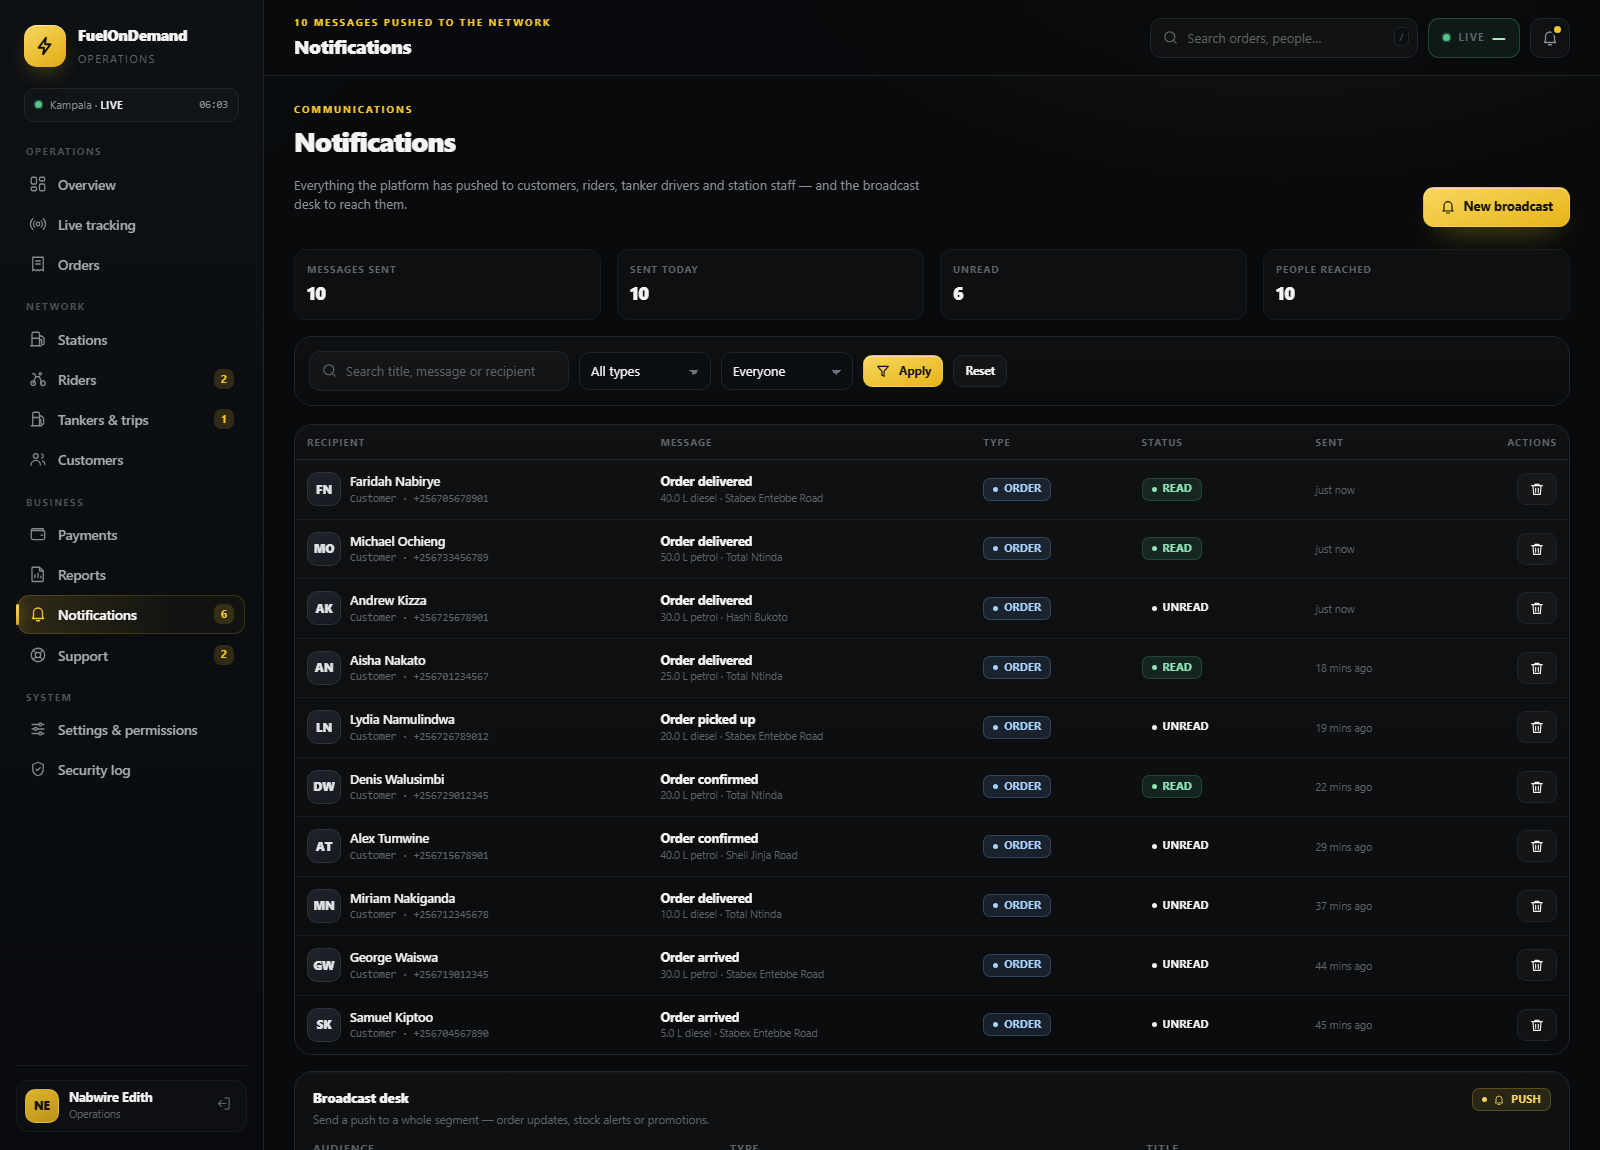 FuelOnDemand
OPERATIONS
Kampala · LIVE 06:03
OPERATIONS
Overview
Live tracking
Orders
NETWORK
Stations
Riders 2
Tankers & trips 1
Customers
BUSINESS
Payments
Reports
Notifications 6
Support 2
SYSTEM
Settings & permissions
Security log
NE Nabwire Edith
Operations
10 MESSAGES PUSHED TO THE NETWORK
Notifications
Search orders, people... /
LIVE —
COMMUNICATIONS
Notifications
Everything the platform has pushed to customers, riders, tanker drivers and station staff — and the broadcast
desk to reach them.
New broadcast
MESSAGES SENT
10
SENT TODAY
10
UNREAD
6
PEOPLE REACHED
10
Search title, message or recipient
All types
Everyone
Apply
Reset
RECIPIENT MESSAGE TYPE STATUS SENT ACTIONS
FN Faridah Nabirye Order delivered ORDER READ just now
Customer · +256705678901 40.0 L diesel · Stabex Entebbe Road
MO Michael Ochieng Order delivered ORDER READ just now
Customer · +256733456789 50.0 L petrol · Total Ntinda
AK Andrew Kizza Order delivered ORDER UNREAD just now
Customer · +256725678901 30.0 L petrol · Hashi Bukoto
AN Aisha Nakato Order delivered ORDER READ 18 mins ago
Customer · +256701234567 25.0 L petrol · Total Ntinda
LN Lydia Namulindwa Order picked up ORDER UNREAD 19 mins ago
Customer · +256726789012 20.0 L diesel · Stabex Entebbe Road
DW Denis Walusimbi Order confirmed ORDER READ 22 mins ago
Customer · +256729012345 20.0 L petrol · Total Ntinda
AT Alex Tumwine Order confirmed ORDER UNREAD 29 mins ago
Customer · +256715678901 40.0 L petrol · Shell Jinja Road
MN Miriam Nakiganda Order delivered ORDER UNREAD 37 mins ago
Customer · +256712345678 10.0 L diesel · Total Ntinda
GW George Waiswa Order arrived ORDER UNREAD 44 mins ago
Customer · +256719012345 30.0 L petrol · Stabex Entebbe Road
SK Samuel Kiptoo Order arrived ORDER UNREAD 45 mins ago
Customer · +256704567890 5.0 L diesel · Stabex Entebbe Road
Broadcast desk
PUSH
Send a push to a whole segment — order updates, stock alerts or promotions.
AUDIENCE TYPE TITLE